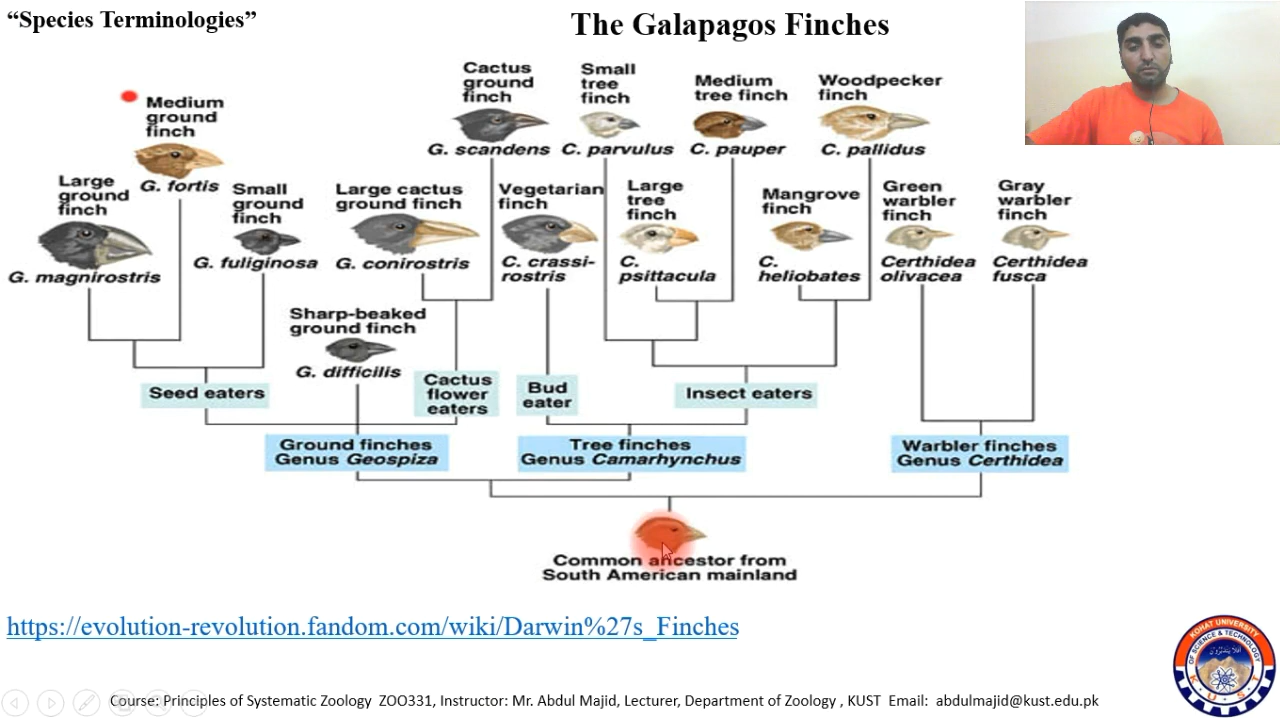 “Species Terminologies”
The Galapagos Finches
Cactus
ground
finch
G. scandens
Small
tree
finch
C. parvulus
Medium
tree finch
C. pauper
Woodpecker
finch
C. pallidus
Medium
ground
finch
G. fortis
Large
ground
finch
G. magnirostris
Small
ground
finch
G. fuliginosa
Large cactus
ground finch
G. conirostris
Vegetarian
finch
C. crassi-
rostris
Large
tree
finch
C.
psittacula
Mangrove
finch
C.
heliobates
Green
warbler
finch
Certhidea
olivacea
Gray
warbler
finch
Certhidea
fusca
Sharp-beaked
ground finch
G. difficilis
Seed eaters
Cactus
flower
eaters
Bud
eater
Insect eaters
Ground finches
Genus Geospiza
Tree finches
Genus Camarhynchus
Warbler finches
Genus Certhidea
Common ancestor from
South American mainland
https://evolution-revolution.fandom.com/wiki/Darwin%27s_Finches
KOHAT UNIVERSITY
OF SCIENCE & TECHNOLOGY
K U S T
Course: Principles of Systematic Zoology ZOO331, Instructor: Mr. Abdul Majid, Lecturer, Department of Zoology , KUST Email: abdulmajid@kust.edu.pk